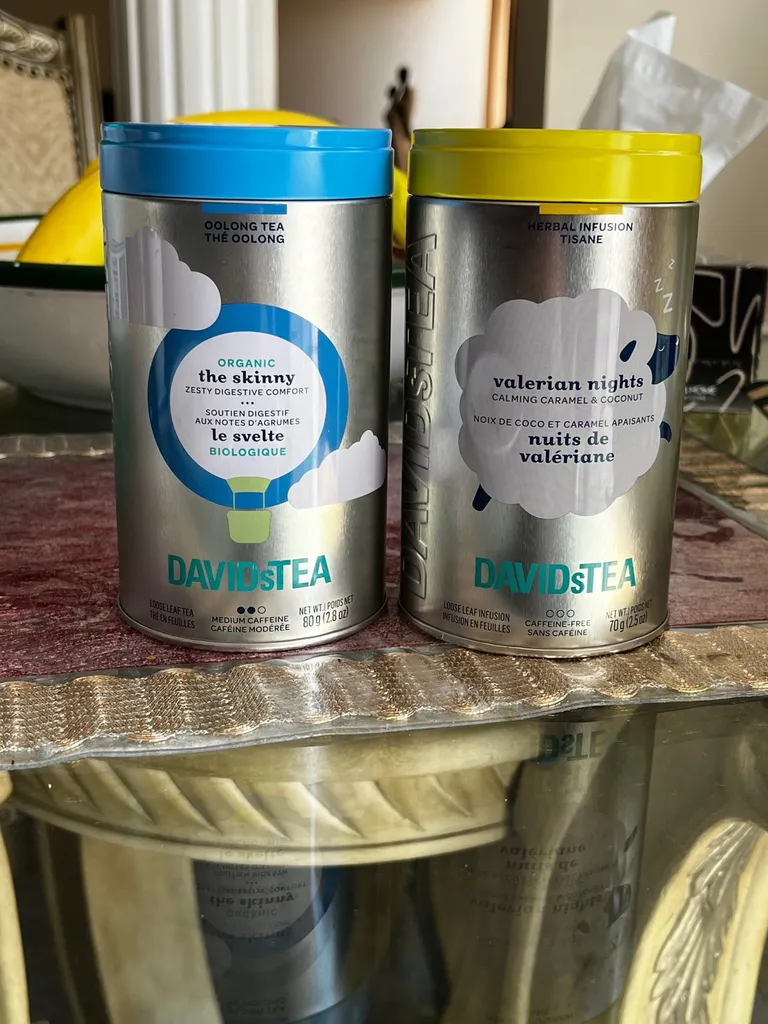 OOLONG TEA
THÉ OOLONG
ORGANIC
the skinny
ZESTY DIGESTIVE COMFORT
•••
SOUTIEN DIGESTIF
AUX NOTES D'AGRUMES
le svelte
BIOLOGIQUE
DAVIDsTEA
LOOSE LEAF TEA
THÉ EN FEUILLES
MEDIUM CAFFEINE
CAFÉINE MODÉRÉE
NET WT. | POIDS NET
80 g (2.8 oz)
DAVIDSTEA
HERBAL INFUSION
TISANE
Z Z Z
valerian nights
CALMING CARAMEL & COCONUT
NOIX DE COCO ET CARAMEL APAISANTS
nuits de
valériane
DAVIDsTEA
LOOSE LEAF INFUSION
INFUSION EN FEUILLES
CAFFEINE-FREE
SANS CAFÉINE
NET WT. | POIDS NET
70 g (2.5 oz)